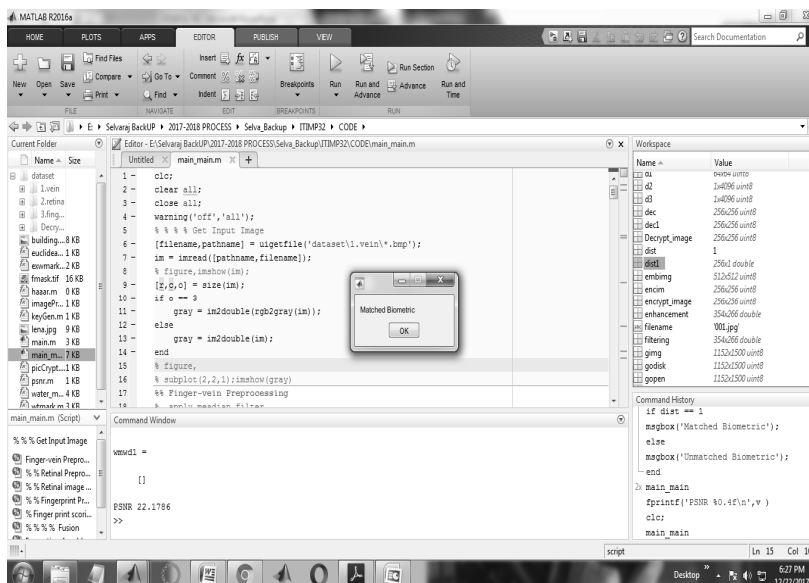 MATLAB R2016a
HOME PLOTS APPS EDITOR PUBLISH VIEW
Search Documentation
New Open Save
Find Files
Compare
Print
Go To
Find
Insert fx
Comment
Indent
Breakpoints
Run
Run and Advance
Run Section
Advance
Run and Time
FILE NAVIGATE EDIT BREAKPOINTS RUN
E: Selvaraj BackUP 2017-2018 PROCESS Selva_Backup ITIMP32 CODE
Current Folder
Name Size
dataset
1.vein
2.retina
3.fing...
Decry...
building.... 8 KB
euclidea... 1 KB
exwmark... 2 KB
fmask.tif 16 KB
haaar.m 0 KB
imagePr... 1 KB
keyGen.m 1 KB
lena.jpg 9 KB
main.m 3 KB
main_m... 7 KB
picCrypt....1 KB
psnr.m 1 KB
water_m... 4 KB
wtmark.m 3 KB
main_main.m (Script)
% % % Get Input Image
Finger-vein Prepro...
% % Retinal Prepro...
% % Retinal image ...
% % Fingerprint Pr...
% Finger print scori...
% % % % Fusion
Editor - E:\Selvaraj BackUP\2017-2018 PROCESS\Selva_Backup\ITIMP32\CODE\main_main.m
Untitled main_main.m
1 - clc;
2 - clear all;
3 - close all;
4 - warning('off','all');
5 % % % % Get Input Image
6 - [filename,pathname] = uigetfile('dataset\1.vein\*.bmp');
7 - im = imread([pathname,filename]);
8 % figure,imshow(im);
9 - [r,c,o] = size(im);
10 - if o == 3
11 - gray = im2double(rgb2gray(im));
12 - else
13 - gray = im2double(im);
14 - end
15 % figure,
16 % subplot(2,2,1);imshow(gray)
17 %% Finger-vein Preprocessing
18 % apply meadian filter
Matched Biometric
OK
Command Window
wmwd1 =
[]
PSNR 22.1786
>>
Workspace
Name Value
d1 64x64 uint8
d2 1x4096 uint8
d3 1x4096 uint8
dec 256x256 uint8
dec1 256x256 uint8
Decrypt_image 256x256 uint8
dist 1
dist1 256x1 double
embimg 512x512 uint8
encim 256x256 uint8
encrypt_image 256x256 uint8
enhancement 354x266 double
filename '001.jpg'
filtering 354x266 double
gimg 1152x1500 uint8
godisk 1152x1500 uint8
gopen 1152x1500 uint8
Command History
if dist == 1
msgbox('Matched Biometric');
else
msgbox('Unmatched Biometric');
end
2x main_main
fprintf('PSNR %0.4f\n',v )
clc;
main_main
script Ln 15 Col
Desktop
6:27 PM